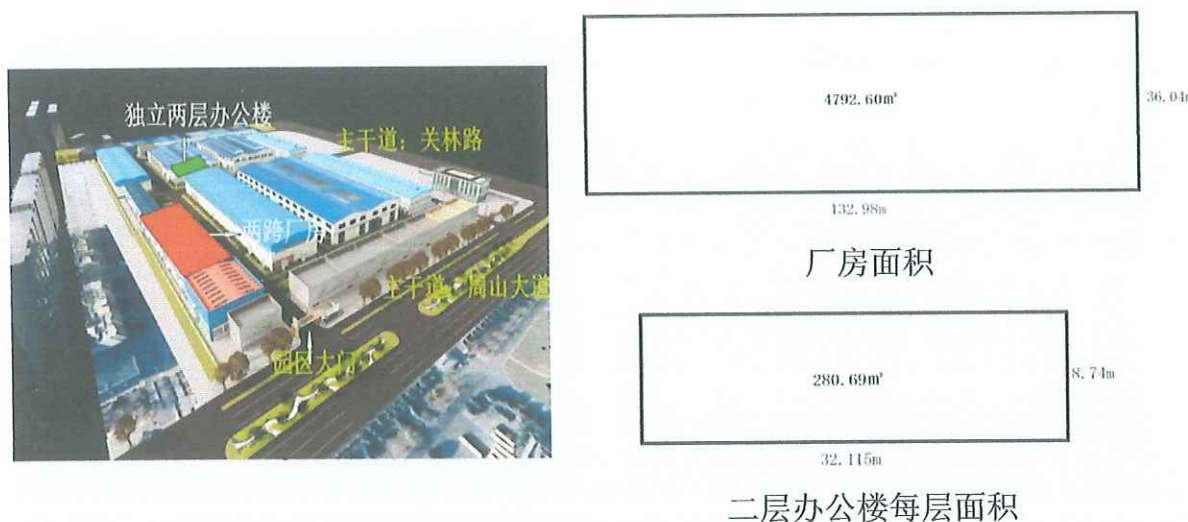 独立两层办公楼
主干道：关林路
两跨厂房
主干道：周山大道
园区大门
4792.60㎡
36.04m
132.98m
厂房面积
280.69㎡
8.74m
32.115m
二层办公楼每层面积